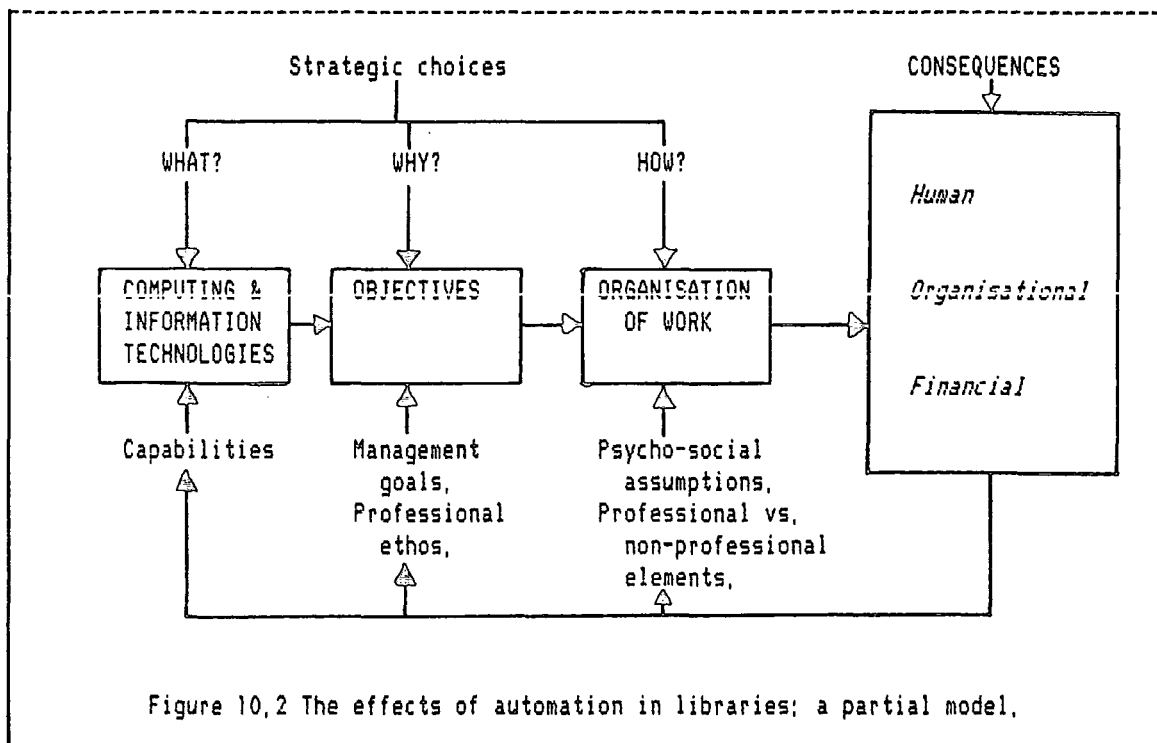 Strategic choices
CONSEQUENCES
WHAT?
WHY?
HOW?
COMPUTING &
INFORMATION
TECHNOLOGIES
OBJECTIVES
ORGANISATION
OF WORK
Human
Organisational
Financial
Capabilities
Management
goals,
Professional
ethos,
Psycho-social
assumptions,
Professional vs,
non-professional
elements,
Figure 10,2 The effects of automation in libraries; a partial model,